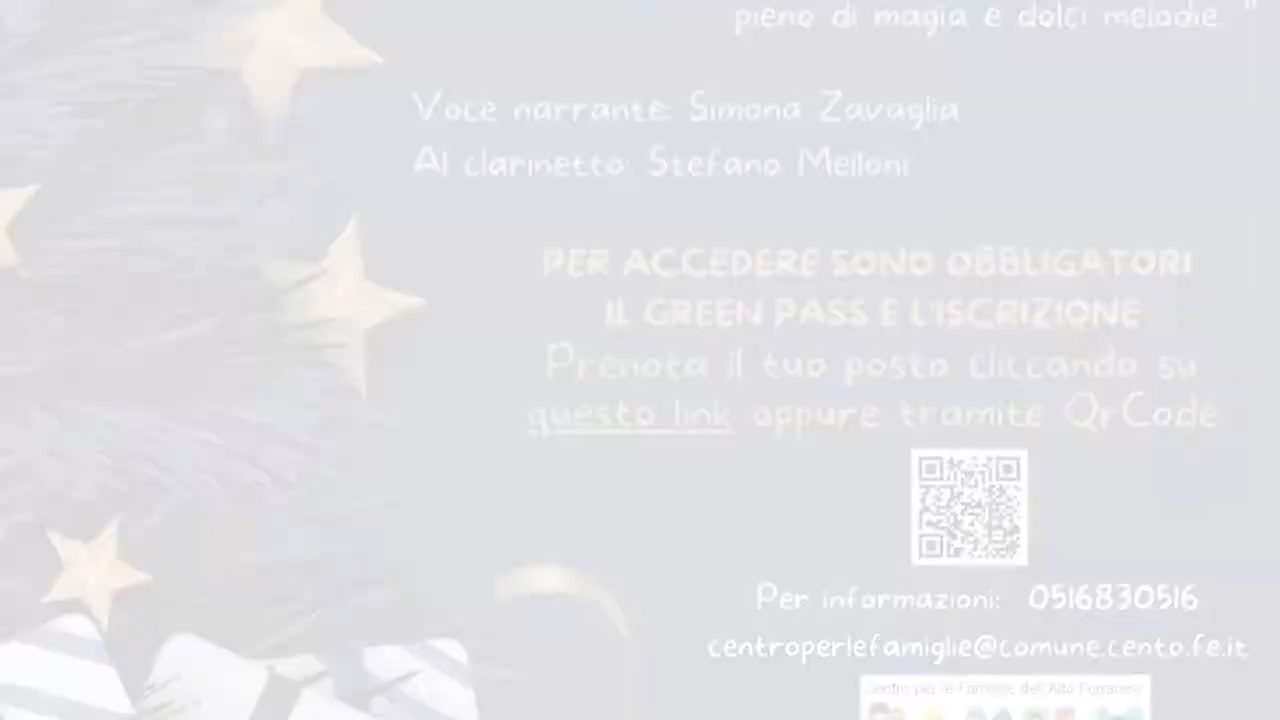 pieno di magia e dolci melodie. "
Voce narrante: Simona Zavaglia
Al clarinetto: Stefano Melloni
PER ACCEDERE SONO OBBLIGATORI
IL GREEN PASS E L'ISCRIZIONE
Prenota il tuo posto cliccando su
questo link oppure tramite QrCode
Per informazioni: 0516830516
centroperlefamiglie@comune.cento.fe.it
Centro per le Famiglie dell'Alto Ferrarese